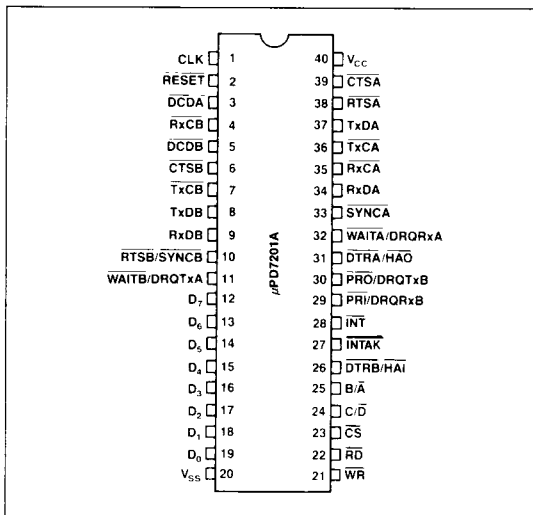 CLK 1 40 V_CC
RESET 2 39 CTSA
DCDA 3 38 RTSA
RxCB 4 37 TxDA
DCDB 5 36 TxCA
CTSB 6 35 RxCA
TxCB 7 34 RxDA
TxDB 8 33 SYNCA
RxDB 9 32 WAITA/DRQRxA
RTSB/SYNCB 10 31 DTRA/HAO
WAITB/DRQTxA 11 30 PRO/DRQTxB
D7 12 29 PRI/DRQRxB
D6 13 28 INT
D5 14 27 INTAK
D4 15 26 DTRB/HAI
D3 16 25 B/A
D2 17 24 C/D
D1 18 23 CS
D0 19 22 RD
V_SS 20 21 WR
µPD7201A